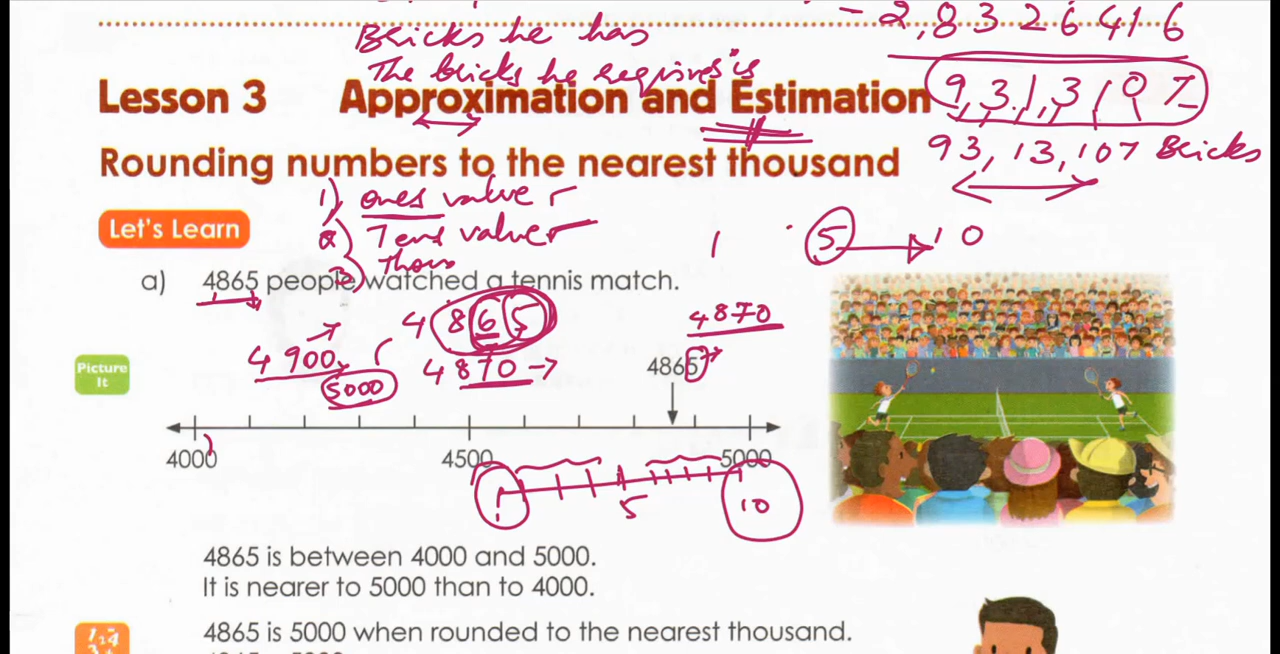 Bricks he has
The bricks he requires is
- 2,8 3 2 6 4 1 6
Lesson 3 Approximation and Estimation
9,3,1,3 1 0 7
93,13,107 Bricks
Rounding numbers to the nearest thousand
1) ones value
Let's Learn
2) Tens value
1
5 → 10
3) Thous
a) 4865 people watched a tennis match.
4 8 6 5
4870
4 900
4 8 7 0 →
5000
Picture It
4865
4000 4500 5000
1 5 10
4865 is between 4000 and 5000.
It is nearer to 5000 than to 4000.
4865 is 5000 when rounded to the nearest thousand.